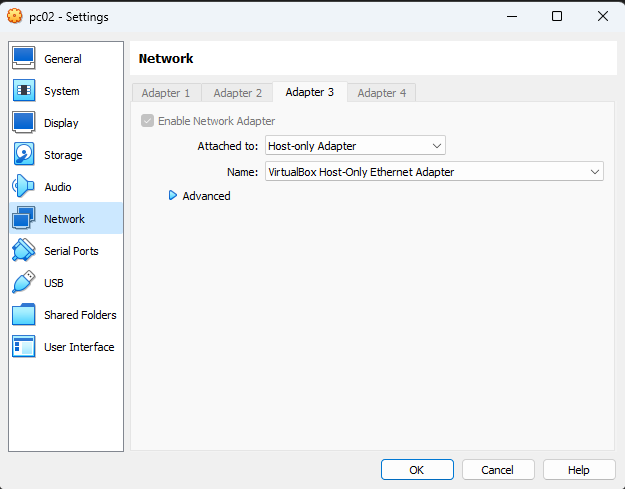 pc02 - Settings
General
System
Display
Storage
Audio
Network
Serial Ports
USB
Shared Folders
User Interface
Network
Adapter 1 Adapter 2 Adapter 3 Adapter 4
Enable Network Adapter
Attached to: Host-only Adapter
Name: VirtualBox Host-Only Ethernet Adapter
Advanced
OK Cancel Help